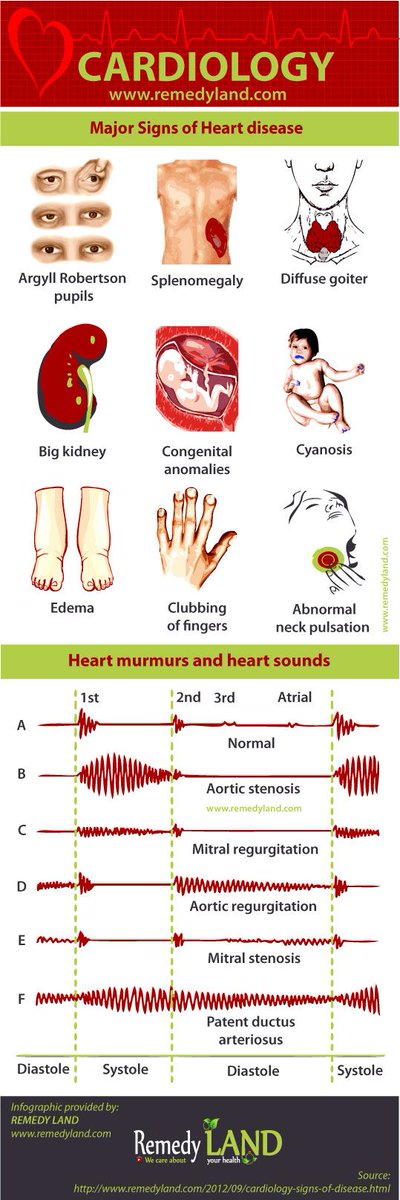 CARDIOLOGY
www.remedyland.com
Major Signs of Heart disease
Argyll Robertson
pupils
Splenomegaly
Diffuse goiter
Big kidney
Congenital
anomalies
Cyanosis
Edema
Clubbing
of fingers
Abnormal
neck pulsation
www.remedyland.com
Heart murmurs and heart sounds
1st 2nd 3rd Atrial
A
Normal
B
Aortic stenosis
www.remedyland.com
C
Mitral regurgitation
D
Aortic regurgitation
E
Mitral stenosis
F
Patent ductus
arteriosus
Diastole Systole Diastole Systole
Infographic provided by:
REMEDY LAND
www.remedyland.com
Remedy LAND
We care about your health
Source:
http://www.remedyland.com/2012/09/cardiology-signs-of-disease.html